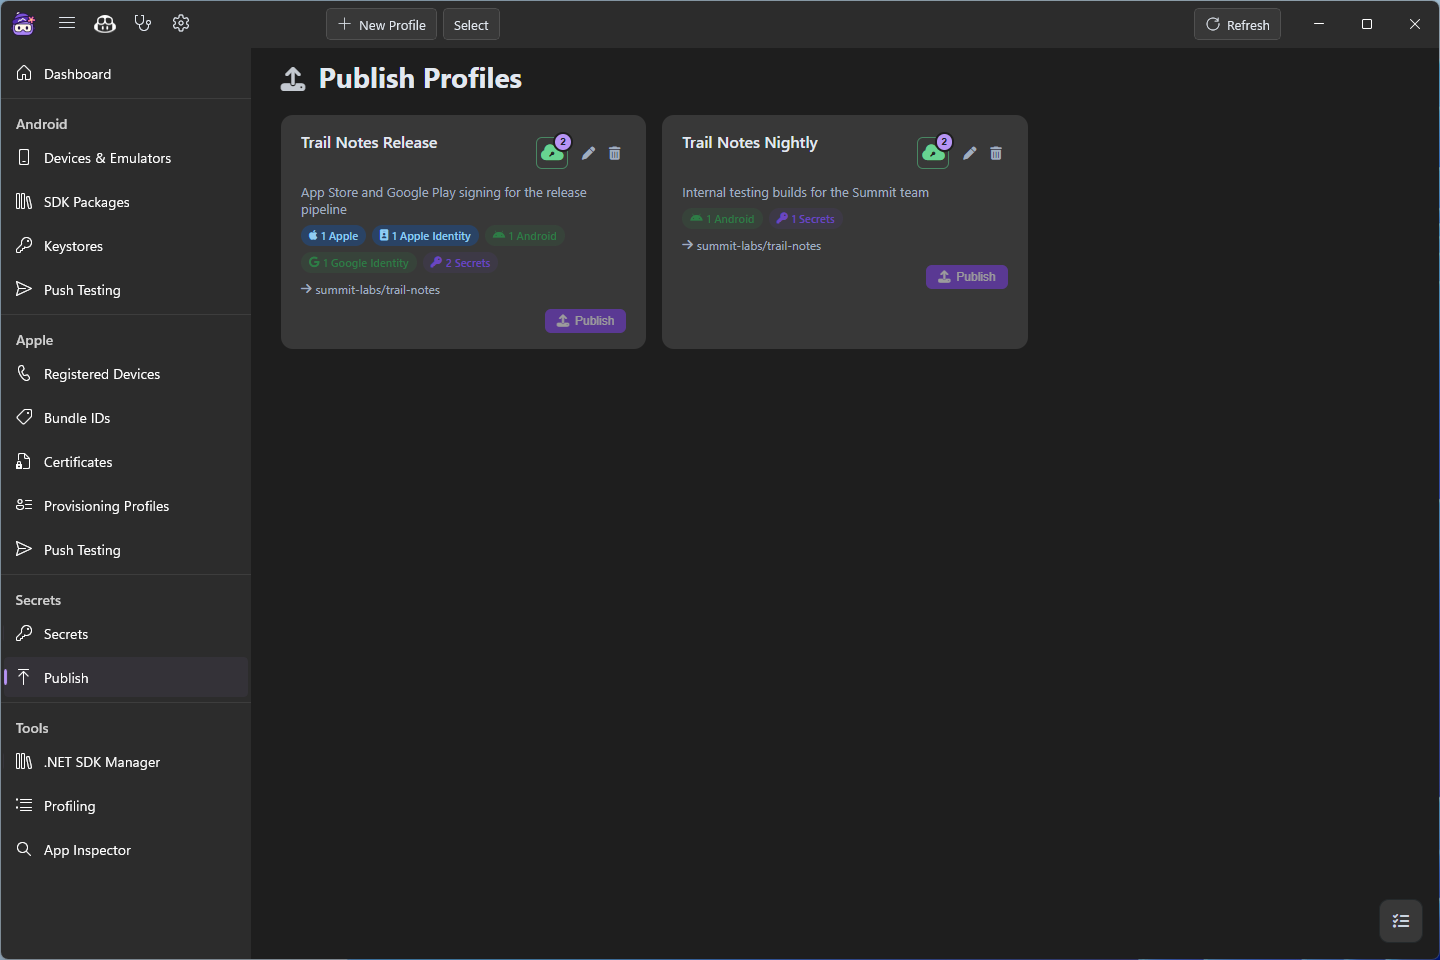 New Profile
Select
Refresh
Dashboard
Android
Devices & Emulators
SDK Packages
Keystores
Push Testing
Apple
Registered Devices
Bundle IDs
Certificates
Provisioning Profiles
Push Testing
Secrets
Secrets
Publish
Tools
.NET SDK Manager
Profiling
App Inspector
Publish Profiles
Trail Notes Release
2
App Store and Google Play signing for the release
pipeline
1 Apple
1 Apple Identity
1 Android
1 Google Identity
2 Secrets
summit-labs/trail-notes
Publish
Trail Notes Nightly
2
Internal testing builds for the Summit team
1 Android
1 Secrets
summit-labs/trail-notes
Publish